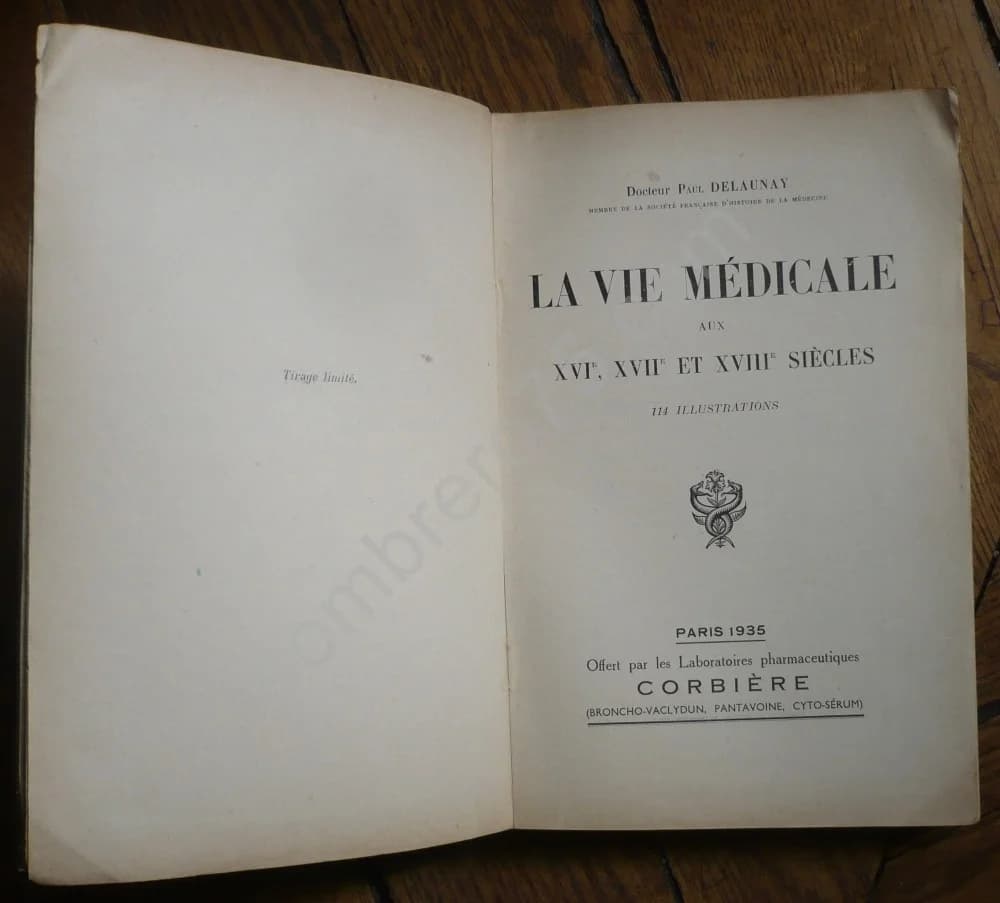 Tirage limité.
Docteur PAUL DELAUNAY
MEMBRE DE LA SOCIÉTÉ FRANÇAISE D'HISTOIRE DE LA MÉDECINE
LA VIE MÉDICALE
AUX
XVIE, XVIIE ET XVIIIE SIÈCLES
114 ILLUSTRATIONS
PARIS 1935
Offert par les Laboratoires pharmaceutiques
CORBIÈRE
(BRONCHO-VACLYDUN, PANTAVOINE, CYTO-SÉRUM)